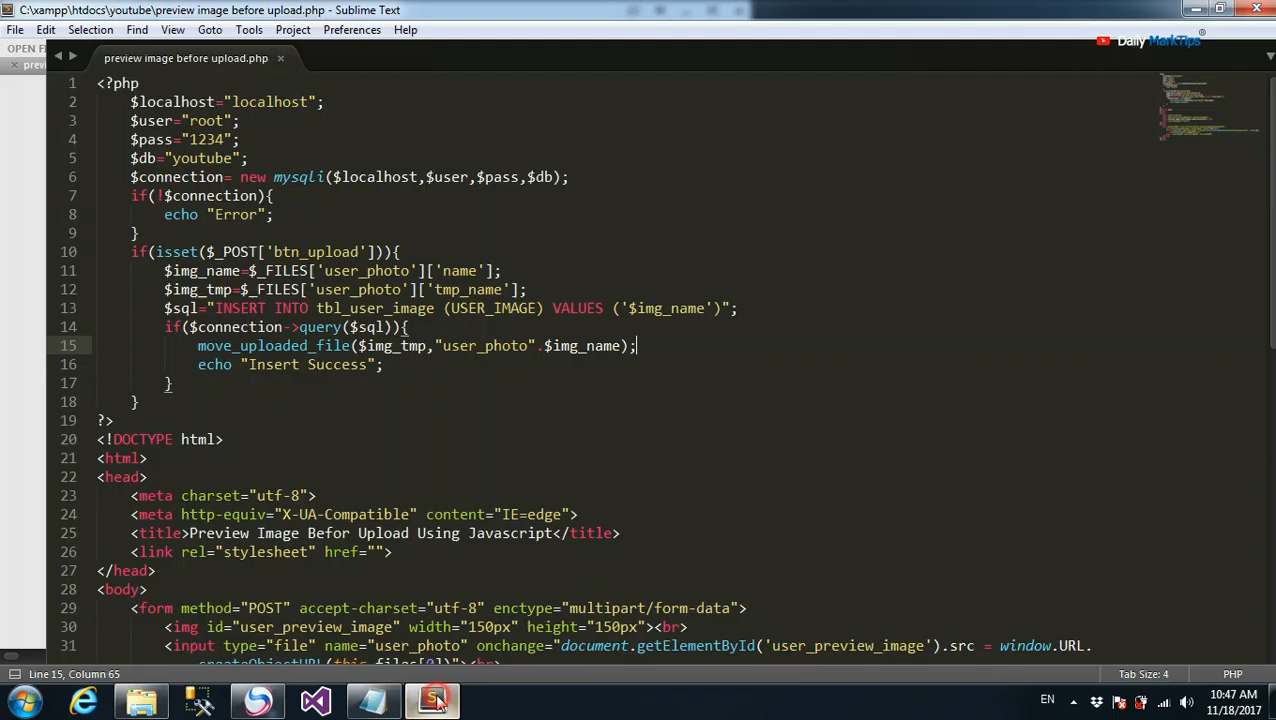 C:\xampp\htdocs\youtube\preview image before upload.php - Sublime Text
File Edit Selection Find View Goto Tools Project Preferences Help
OPEN FI
Daily MarkTips
previ
preview image before upload.php
1 <?php
2 $localhost="localhost";
3 $user="root";
4 $pass="1234";
5 $db="youtube";
6 $connection= new mysqli($localhost,$user,$pass,$db);
7 if(!$connection){
8 echo "Error";
9 }
10 if(isset($_POST['btn_upload'])){
11 $img_name=$_FILES['user_photo']['name'];
12 $img_tmp=$_FILES['user_photo']['tmp_name'];
13 $sql="INSERT INTO tbl_user_image (USER_IMAGE) VALUES ('$img_name')";
14 if($connection->query($sql)){
15 move_uploaded_file($img_tmp,"user_photo".$img_name);
16 echo "Insert Success";
17 }
18 }
19 ?>
20 <!DOCTYPE html>
21 <html>
22 <head>
23 <meta charset="utf-8">
24 <meta http-equiv="X-UA-Compatible" content="IE=edge">
25 <title>Preview Image Befor Upload Using Javascript</title>
26 <link rel="stylesheet" href="">
27 </head>
28 <body>
29 <form method="POST" accept-charset="utf-8" enctype="multipart/form-data">
30 <img id="user_preview_image" width="150px" height="150px"><br>
31 <input type="file" name="user_photo" onchange="document.getElementById('user_preview_image').src = window.URL.
createObjectURL(this.files[0])"><br>
Line 15, Column 65
Tab Size: 4
PHP
EN
10:47 AM
11/18/2017